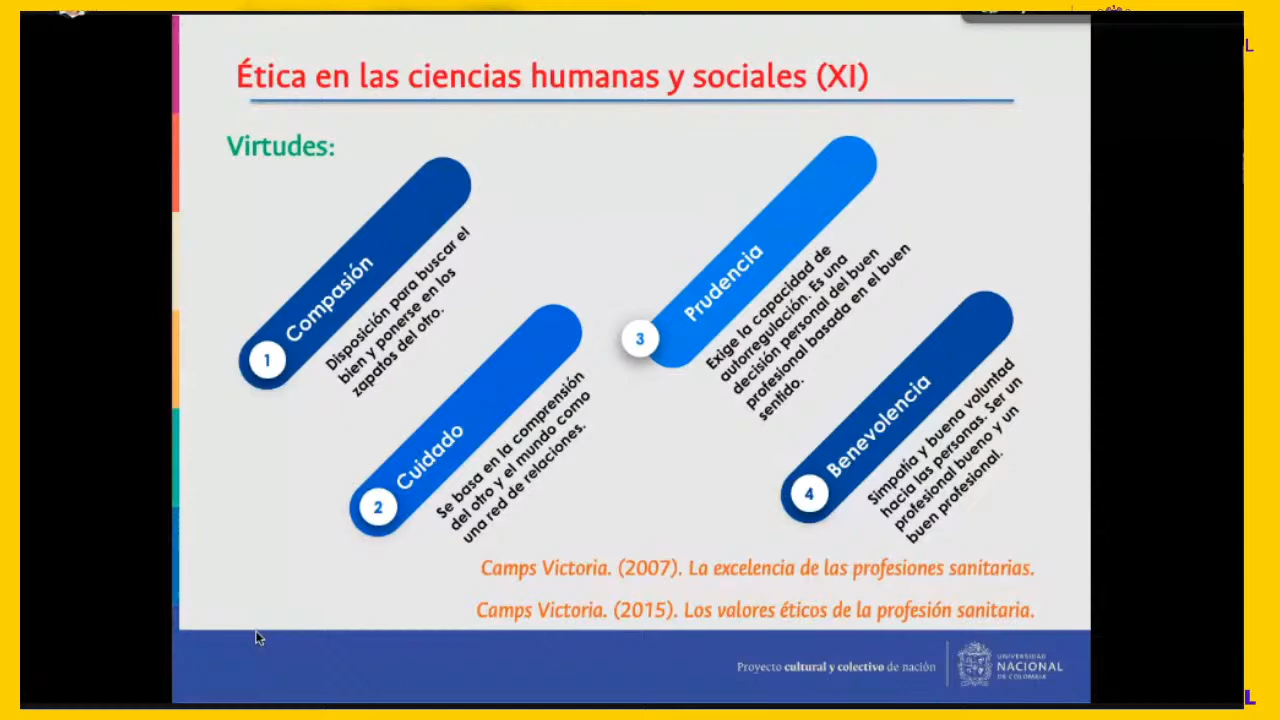 Ética en las ciencias humanas y sociales (XI)
Virtudes:
1
Compasión
Disposición para buscar el
bien y ponerse en los
zapatos del otro.
2
Cuidado
Se basa en la comprensión
del otro y el mundo como
una red de relaciones.
3
Prudencia
Exige la capacidad de
autorregulación. Es una
decisión personal del buen
profesional basada en el buen
sentido.
4
Benevolencia
Simpatía y buena voluntad
hacia las personas. Ser un
profesional bueno y un
buen profesional.
Camps Victoria. (2007). La excelencia de las profesiones sanitarias.
Camps Victoria. (2015). Los valores éticos de la profesión sanitaria.
Proyecto cultural y colectivo de nación
UNIVERSIDAD
NACIONAL
DE COLOMBIA
L
L